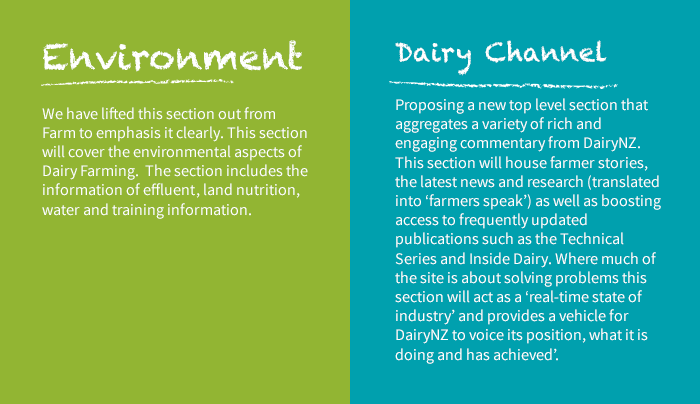 Environment
We have lifted this section out from
Farm to emphasis it clearly. This section
will cover the environmental aspects of
Dairy Farming.  The section includes the
information of effluent, land nutrition,
water and training information.
Dairy Channel
Proposing a new top level section that
aggregates a variety of rich and
engaging commentary from DairyNZ.
This section will house farmer stories,
the latest news and research (translated
into ‘farmers speak’) as well as boosting
access to frequently updated
publications such as the Technical
Series and Inside Dairy. Where much of
the site is about solving problems this
section will act as a ‘real-time state of
industry’ and provides a vehicle for
DairyNZ to voice its position, what it is
doing and has achieved’.